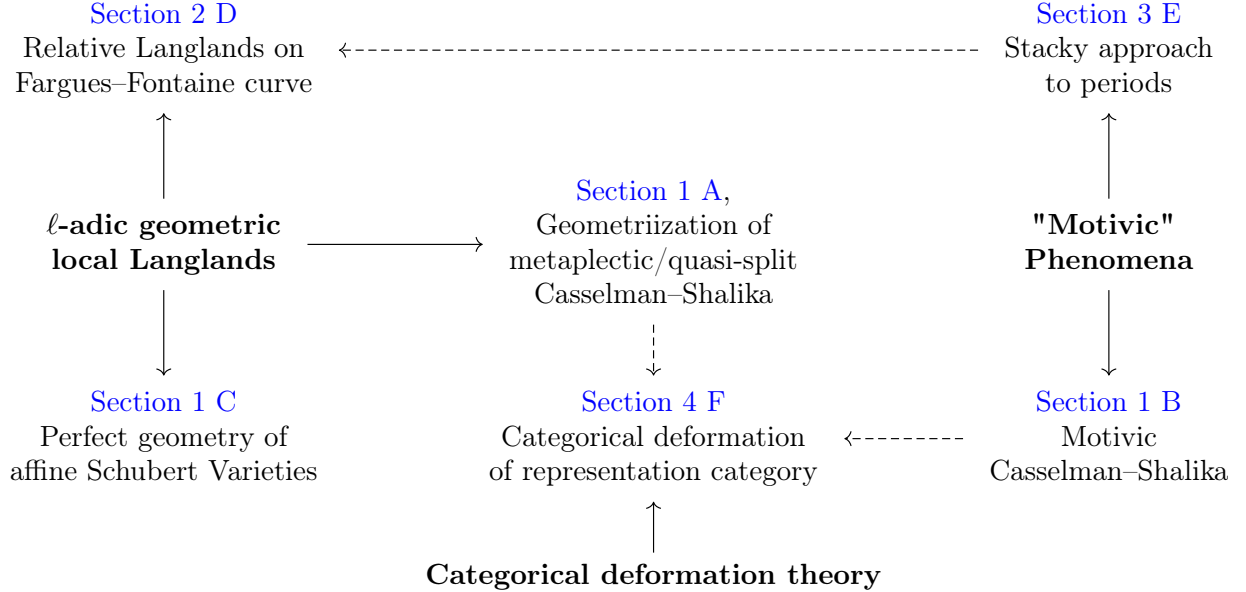 Section 2 D
Relative Langlands on
Fargues–Fontaine curve
Section 3 E
Stacky approach
to periods
ℓ-adic geometric
local Langlands
Section 1 A,
Geometriization of
metaplectic/quasi-split
Casselman–Shalika
"Motivic"
Phenomena
Section 1 C
Perfect geometry of
affine Schubert Varieties
Section 4 F
Categorical deformation
of representation category
Section 1 B
Motivic
Casselman–Shalika
Categorical deformation theory